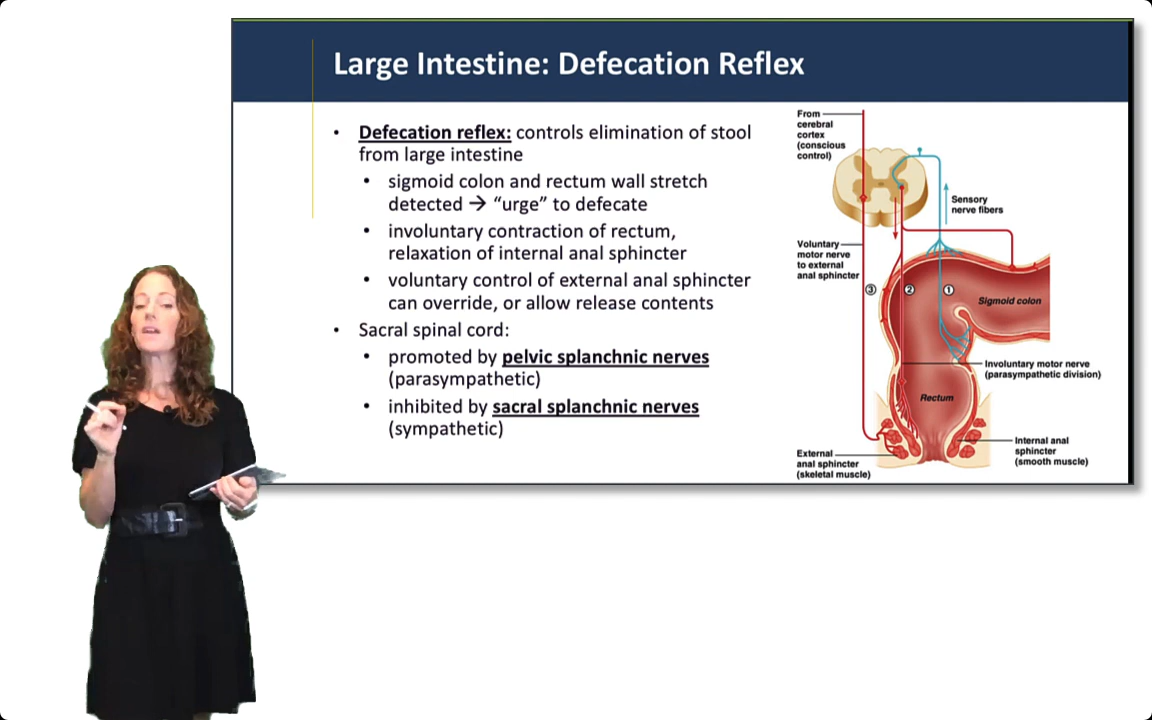 Large Intestine: Defecation Reflex
• Defecation reflex: controls elimination of stool
from large intestine
• sigmoid colon and rectum wall stretch
detected → “urge” to defecate
• involuntary contraction of rectum,
relaxation of internal anal sphincter
• voluntary control of external anal sphincter
can override, or allow release contents
• Sacral spinal cord:
• promoted by pelvic splanchnic nerves
(parasympathetic)
• inhibited by sacral splanchnic nerves
(sympathetic)
From
cerebral
cortex
(conscious
control)
Sensory
nerve fibers
Voluntary
motor nerve
to external
anal sphincter
③ ② ①
Sigmoid colon
Involuntary motor nerve
(parasympathetic division)
Rectum
External
anal sphincter
(skeletal muscle)
Internal anal
sphincter
(smooth muscle)